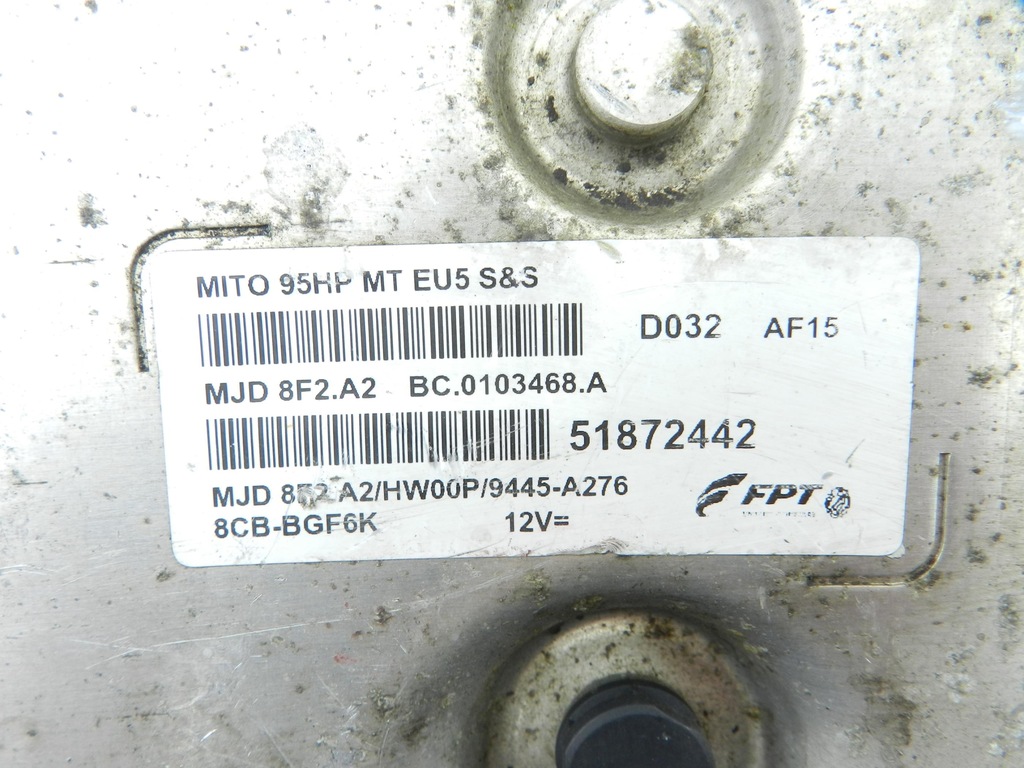 MITO 95HP MT EU5 S&S
D032 AF15
MJD 8F2.A2 BC.0103468.A
51872442
MJD 8F2.A2/HW00P/9445-A276
8CB-BGF6K 12V=
FPT